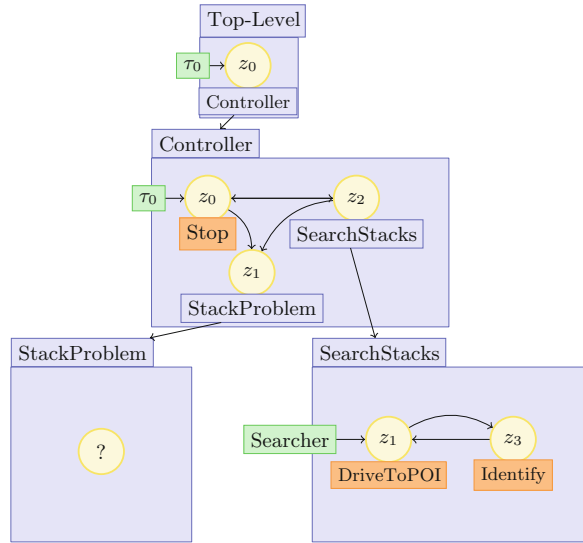 Top-Level
τ₀ z₀
Controller
Controller
τ₀ z₀ z₂
Stop SearchStacks
z₁
StackProblem
StackProblem SearchStacks
? Searcher z₁ z₃
DriveToPOI Identify